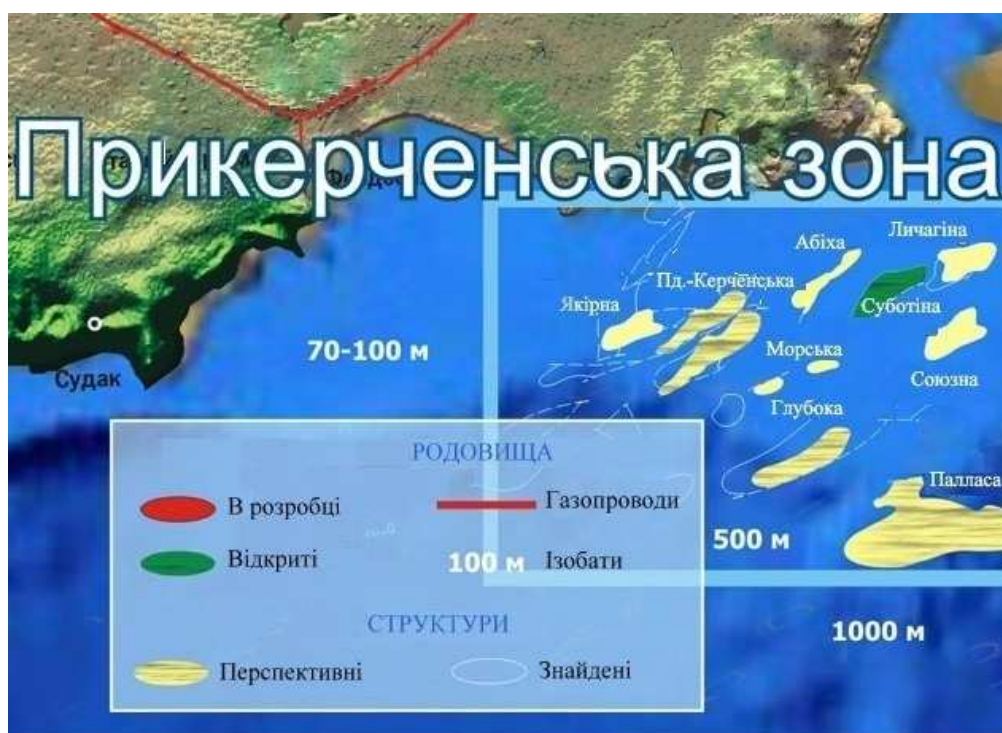 Прикерченська зона
Судак
70-100 м
Абіха
Личагіна
Пд.-Керченська
Якірна
Суботіна
Морська
Союзна
Глубока
Палласа
500 м
1000 м
РОДОВИЩА
В розробці
Газопроводи
Відкриті
100 м Ізобати
СТРУКТУРИ
Перспективні
Знайдені